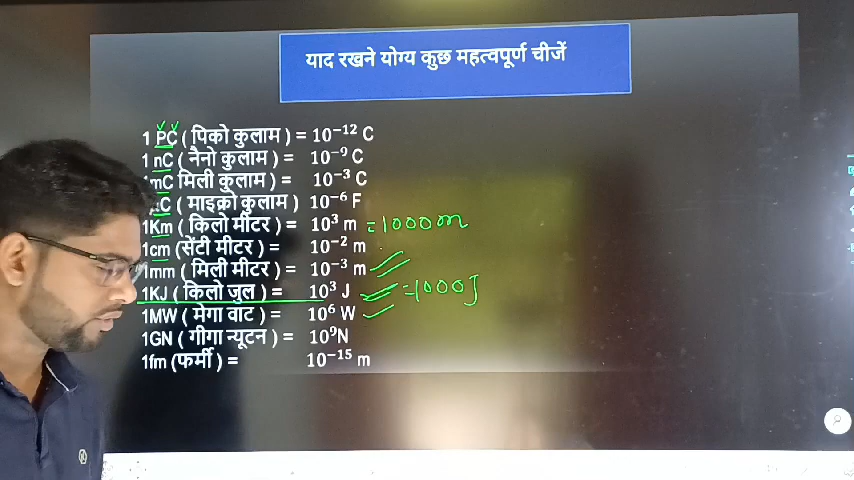 याद रखने योग्य कुछ महत्वपूर्ण चीजें
1 PC ( पिको कुलाम ) = 10⁻¹² C
1 nC ( नैनो कुलाम ) = 10⁻⁹ C
1mC मिली कुलाम ) = 10⁻³ C
C ( माइक्रो कुलाम ) 10⁻⁶ F
1Km ( किलो मीटर ) = 10³ m = 1000m
1cm (सेंटी मीटर ) = 10⁻² m
1mm ( मिली मीटर ) = 10⁻³ m
1KJ ( किलो जुल ) = 10³ J = 1000J
1MW ( मेगा वाट ) = 10⁶ W
1GN ( गीगा न्यूटन ) = 10⁹N
1fm (फर्मी ) = 10⁻¹⁵ m